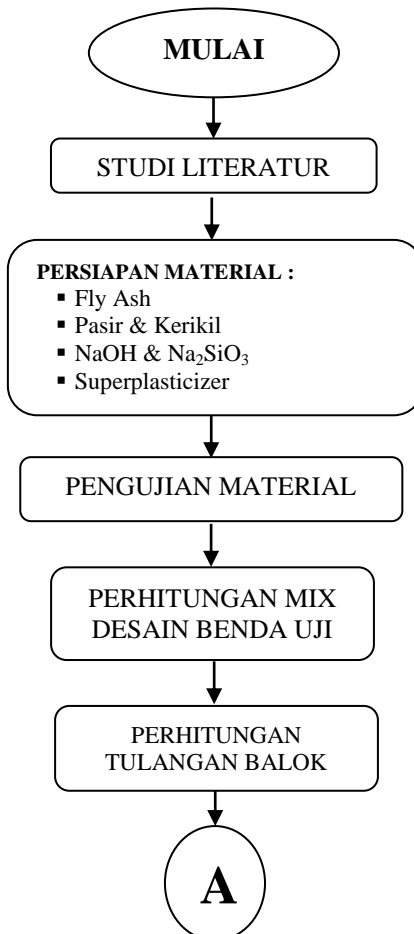 MULAI
STUDI LITERATUR
PERSIAPAN MATERIAL :
▪ Fly Ash
▪ Pasir & Kerikil
▪ NaOH & Na₂SiO₃
▪ Superplasticizer
PENGUJIAN MATERIAL
PERHITUNGAN MIX
DESAIN BENDA UJI
PERHITUNGAN
TULANGAN BALOK
A